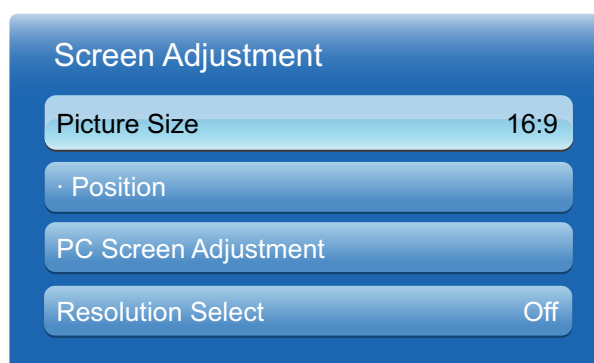 Screen Adjustment
Picture Size 16:9
· Position
PC Screen Adjustment
Resolution Select Off